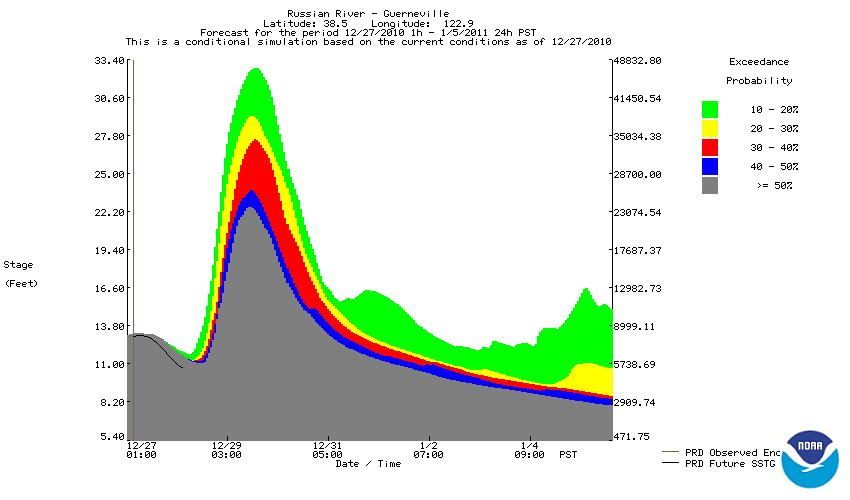 Russian River - Guerneville
Latitude: 38.5 Longitude: 122.9
Forecast for the period 12/27/2010 1h - 1/5/2011 24h PST
This is a conditional simulation based on the current conditions as of 12/27/2010
33.40
30.60
27.80
25.00
22.20
19.40
16.60
13.80
11.00
8.20
5.40
Stage
(Feet)
48832.80
41450.54
35034.38
28700.00
23074.54
17687.37
12982.73
8999.11
5738.69
2909.74
471.75
Exceedance
Probability
10 - 20%
20 - 30%
30 - 40%
40 - 50%
>= 50%
12/27 12/29 12/31 1/2 1/4
01:00 03:00 05:00 07:00 09:00 PST
Date / Time
PRD Observed Enc
PRD Future SSTG
NOAA